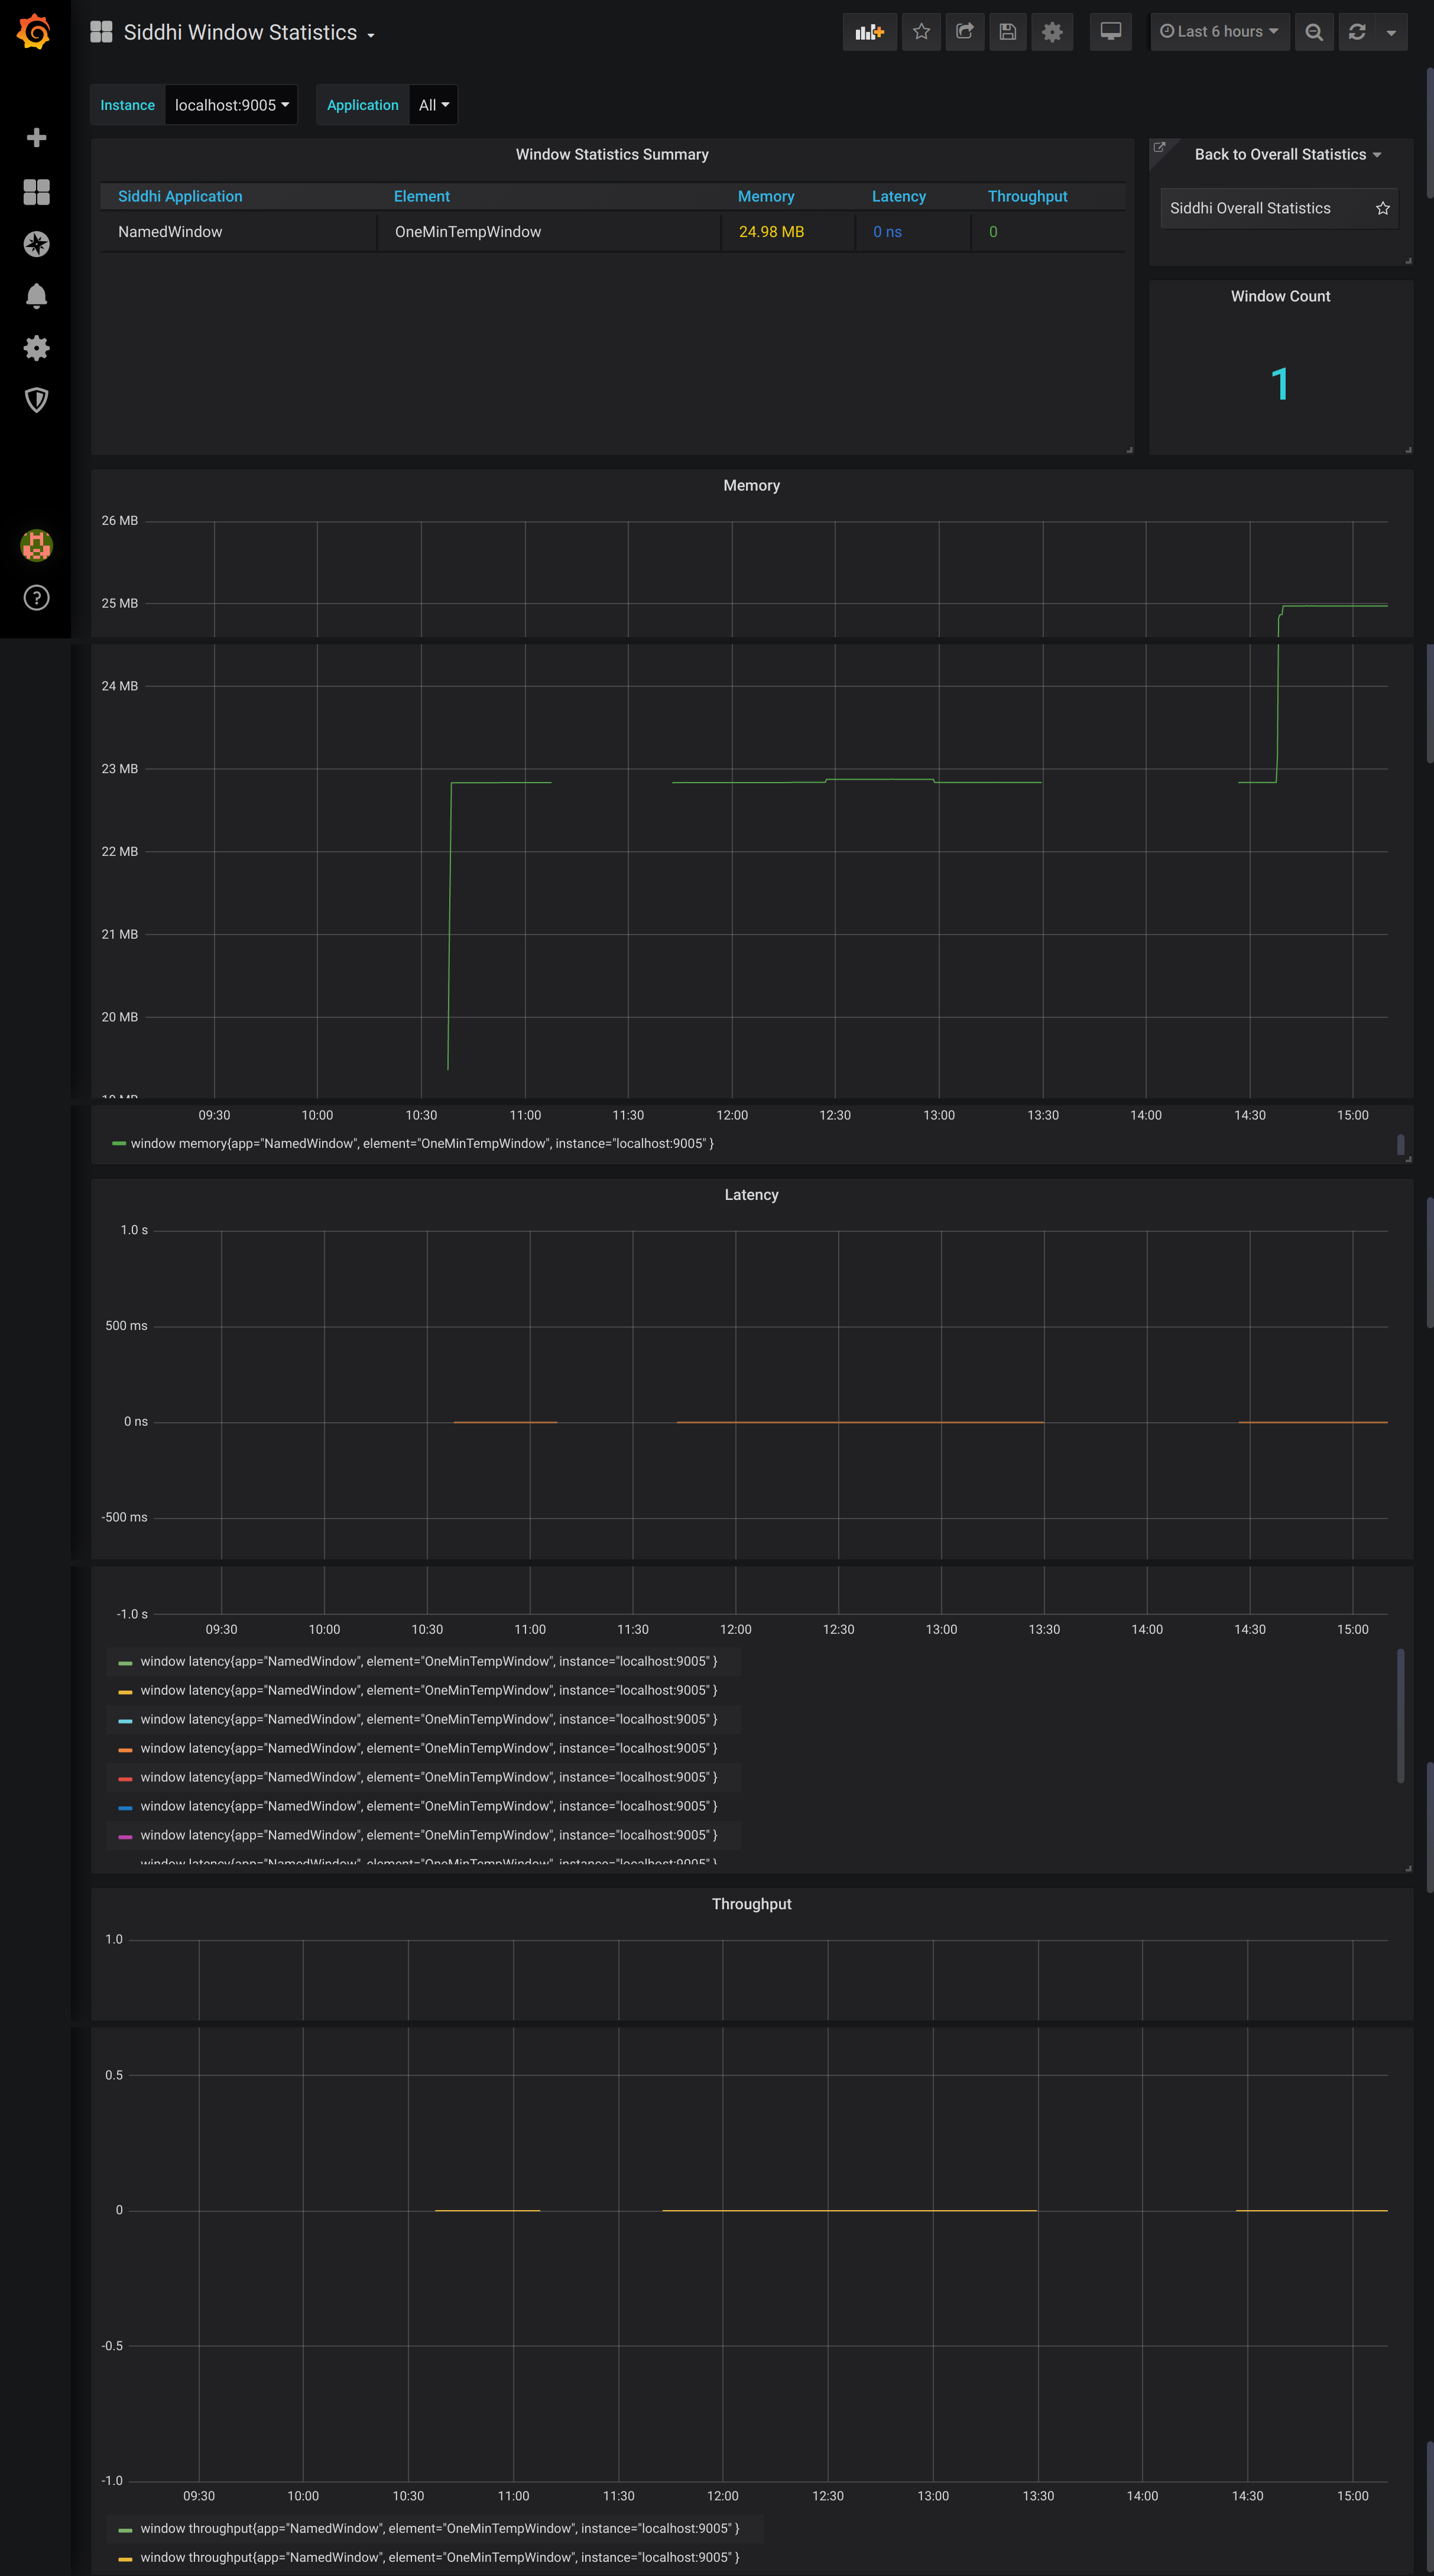 Siddhi Window Statistics
Last 6 hours
Instance localhost:9005 Application All
Window Statistics Summary
Siddhi Application Element Memory Latency Throughput
NamedWindow OneMinTempWindow 24.98 MB 0 ns 0
Back to Overall Statistics
Siddhi Overall Statistics
Window Count
1
Memory
26 MB
25 MB
24 MB
23 MB
22 MB
21 MB
20 MB
19 MB
09:30 10:00 10:30 11:00 11:30 12:00 12:30 13:00 13:30 14:00 14:30 15:00
window memory{app="NamedWindow", element="OneMinTempWindow", instance="localhost:9005" }
Latency
1.0 s
500 ms
0 ns
-500 ms
-1.0 s
09:30 10:00 10:30 11:00 11:30 12:00 12:30 13:00 13:30 14:00 14:30 15:00
window latency{app="NamedWindow", element="OneMinTempWindow", instance="localhost:9005" }
window latency{app="NamedWindow", element="OneMinTempWindow", instance="localhost:9005" }
window latency{app="NamedWindow", element="OneMinTempWindow", instance="localhost:9005" }
window latency{app="NamedWindow", element="OneMinTempWindow", instance="localhost:9005" }
window latency{app="NamedWindow", element="OneMinTempWindow", instance="localhost:9005" }
window latency{app="NamedWindow", element="OneMinTempWindow", instance="localhost:9005" }
window latency{app="NamedWindow", element="OneMinTempWindow", instance="localhost:9005" }
window latency{app="NamedWindow", element="OneMinTempWindow", instance="localhost:9005" }
Throughput
1.0
0.5
0
-0.5
-1.0
09:30 10:00 10:30 11:00 11:30 12:00 12:30 13:00 13:30 14:00 14:30 15:00
window throughput{app="NamedWindow", element="OneMinTempWindow", instance="localhost:9005" }
window throughput{app="NamedWindow", element="OneMinTempWindow", instance="localhost:9005" }